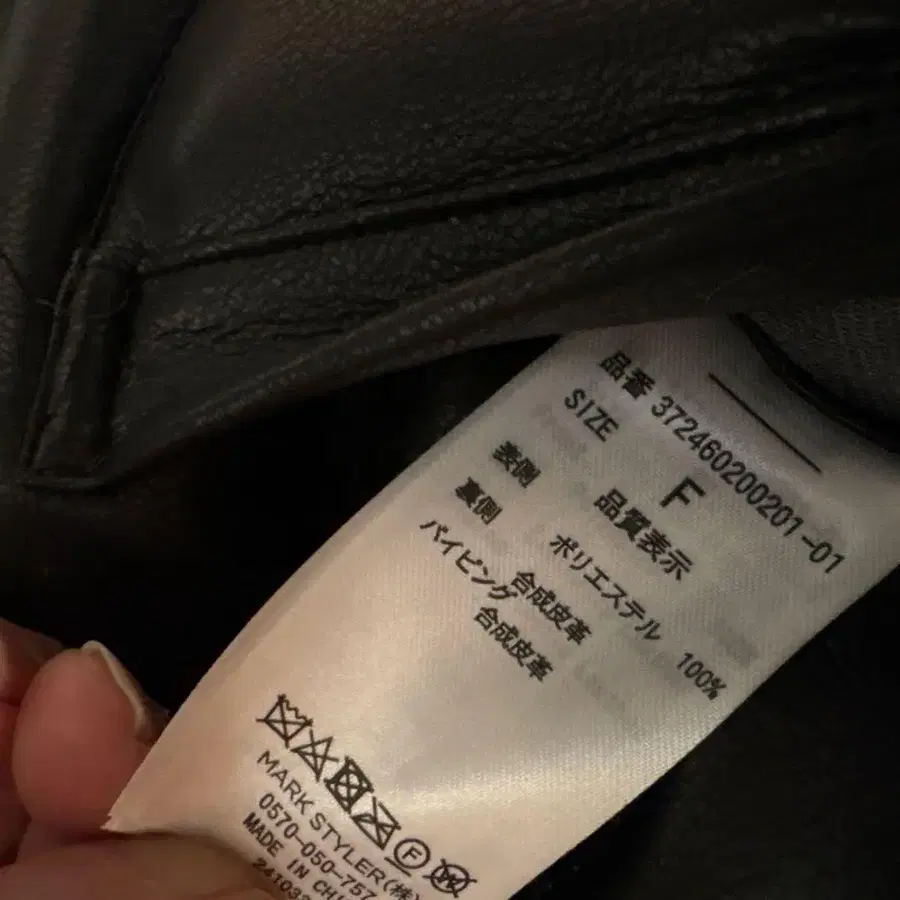 品番 372460200201-01
SIZE F
品質表示
表側 ポリエステル 100%
裏側 合成皮革
パイピング
合成皮革
F W
MARK STYLER(株)
0570-050-757
MADE IN